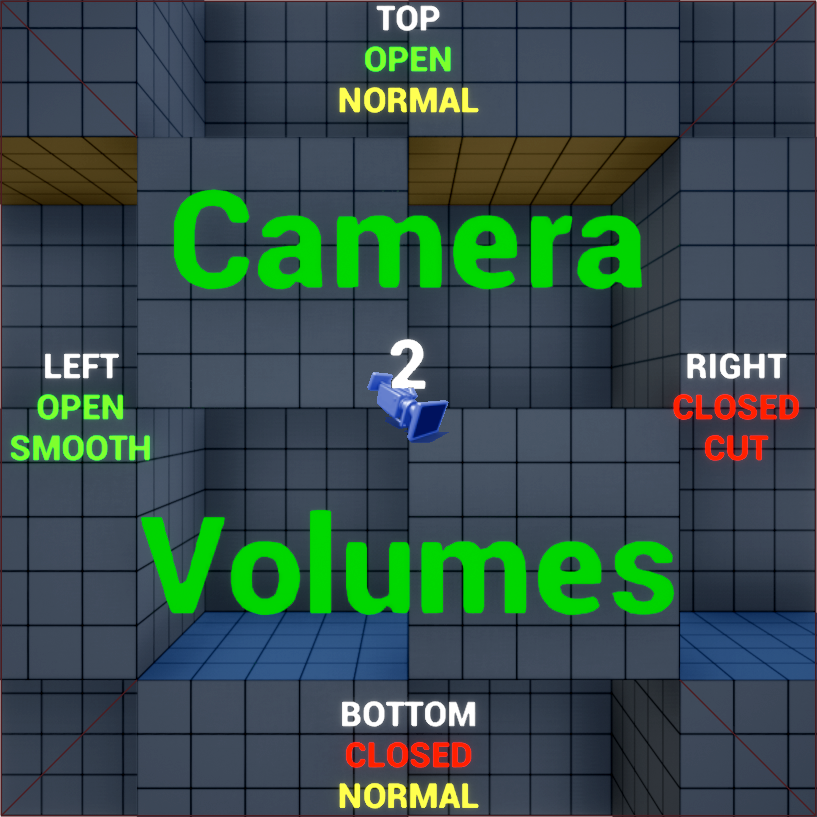 TOP
OPEN
NORMAL
Camera
2
LEFT
OPEN
SMOOTH
RIGHT
CLOSED
CUT
Volumes
BOTTOM
CLOSED
NORMAL